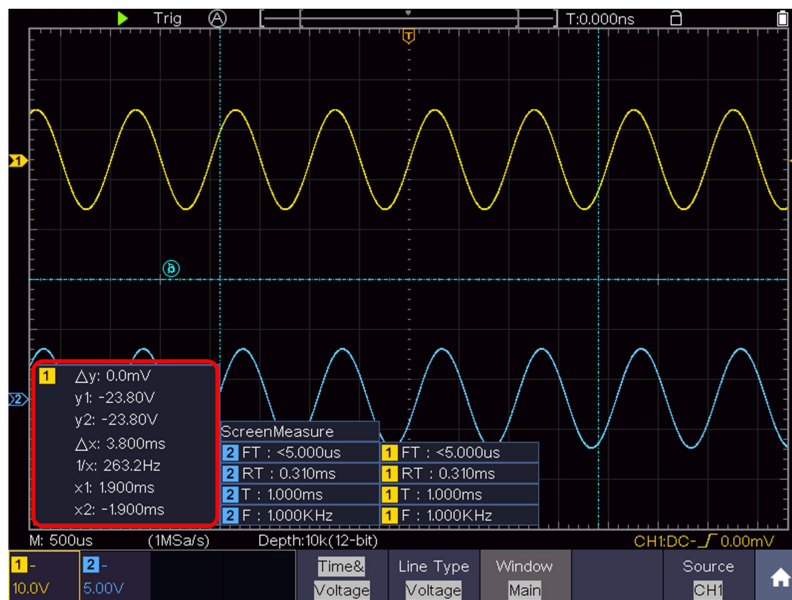 Trig A T:0.000ns
T
1
b
2
1 △y: 0.0mV
y1: -23.80V
y2: -23.80V
△x: 3.800ms
1/x: 263.2Hz
x1: 1.900ms
x2: -1.900ms
ScreenMeasure
2 FT : <5.000us 1 FT : <5.000us
2 RT : 0.310ms 1 RT : 0.310ms
2 T : 1.000ms 1 T : 1.000ms
2 F : 1.000KHz 1 F : 1.000KHz
M: 500us (1MSa/s) Depth:10k(12-bit) CH1:DC- 0.00mV
1 - 2 - Time& Line Type Window Source
10.0V 5.00V Voltage Voltage Main CH1